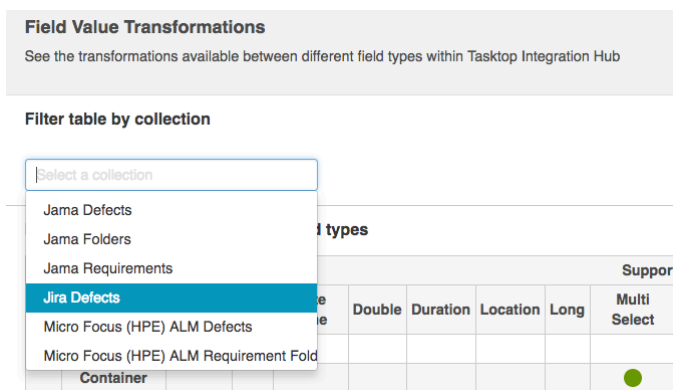 Field Value Transformations
See the transformations available between different field types within Tasktop Integration Hub
Filter table by collection
Select a collection
Jama Defects
Jama Folders
d types
Jama Requirements
Suppor
Jira Defects
Double Duration Location Long Multi Select
Micro Focus (HPE) ALM Defects
Micro Focus (HPE) ALM Requirement Fold
Container